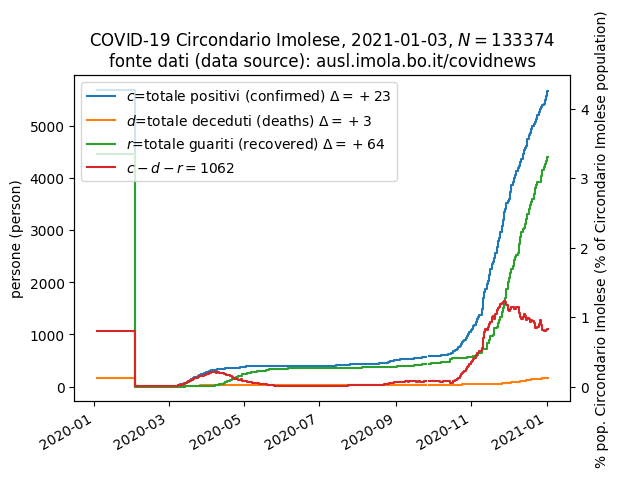 COVID-19 Circondario Imolese, 2021-01-03, N = 133374
fonte dati (data source): ausl.imola.bo.it/covidnews
c=totale positivi (confirmed) Δ = +23
d=totale deceduti (deaths) Δ = +3
r=totale guariti (recovered) Δ = +64
c − d − r = 1062
persone (person)
5000
4000
3000
2000
1000
0
4
3
2
1
0
% pop. Circondario Imolese (% of Circondario Imolese population)
2020-01
2020-03
2020-05
2020-07
2020-09
2020-11
2021-01